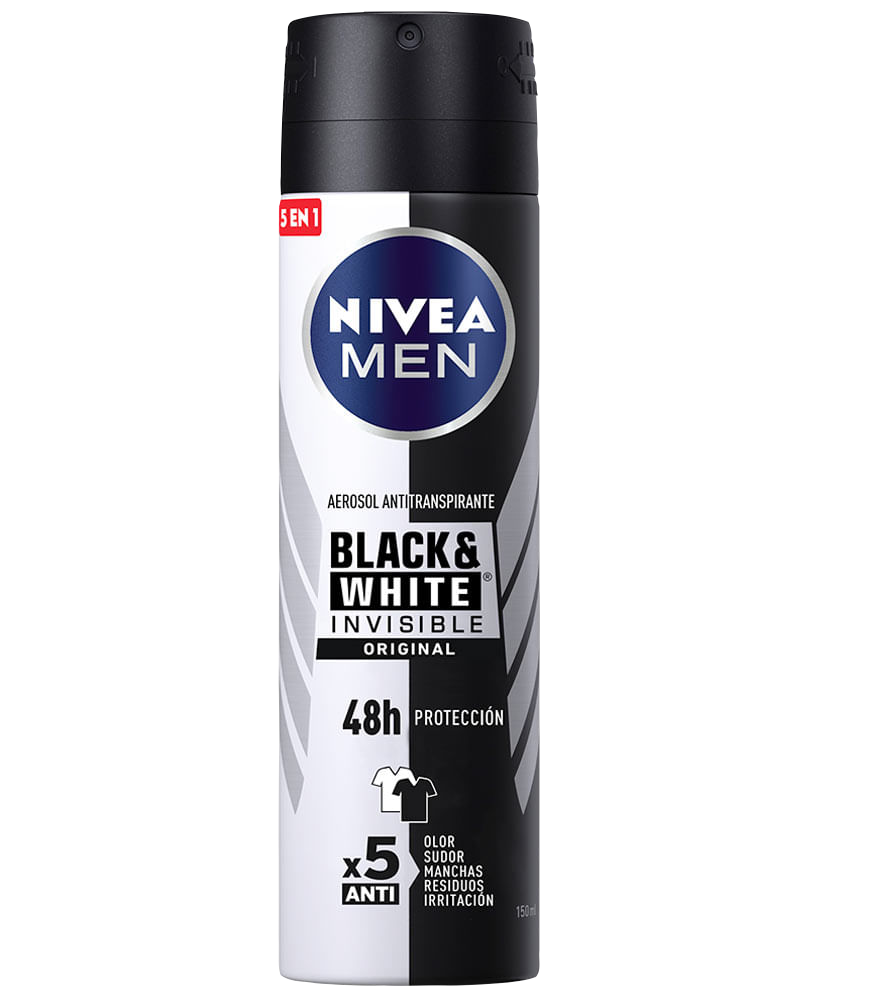 5 EN 1
NIVEA
MEN
AEROSOL ANTITRANSPIRANTE
BLACK&
WHITE®
INVISIBLE
ORIGINAL
48h PROTECCIÓN
x5
ANTI
OLOR
SUDOR
MANCHAS
RESIDUOS
IRRITACIÓN
150 ml